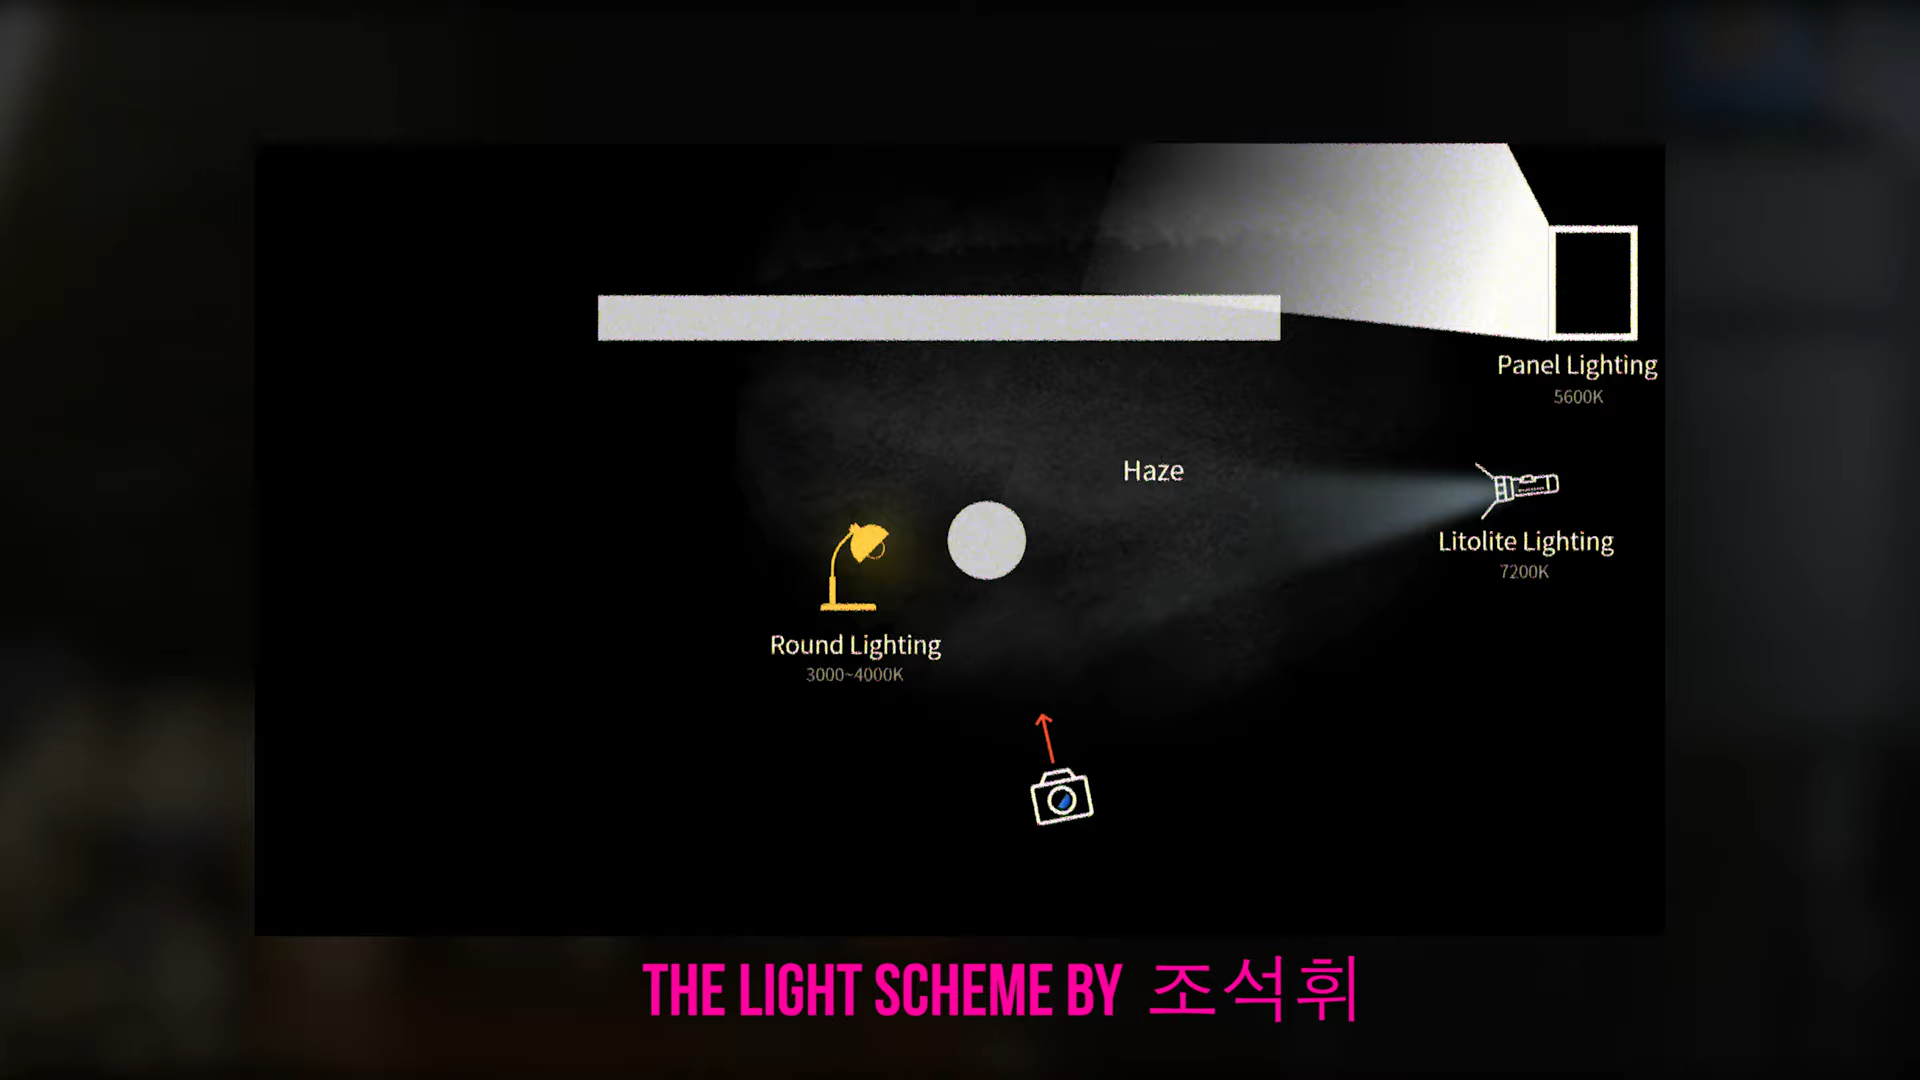 Panel Lighting
5600K
Haze
Litolite Lighting
7200K
Round Lighting
3000~4000K
THE LIGHT SCHEME BY 조석휘